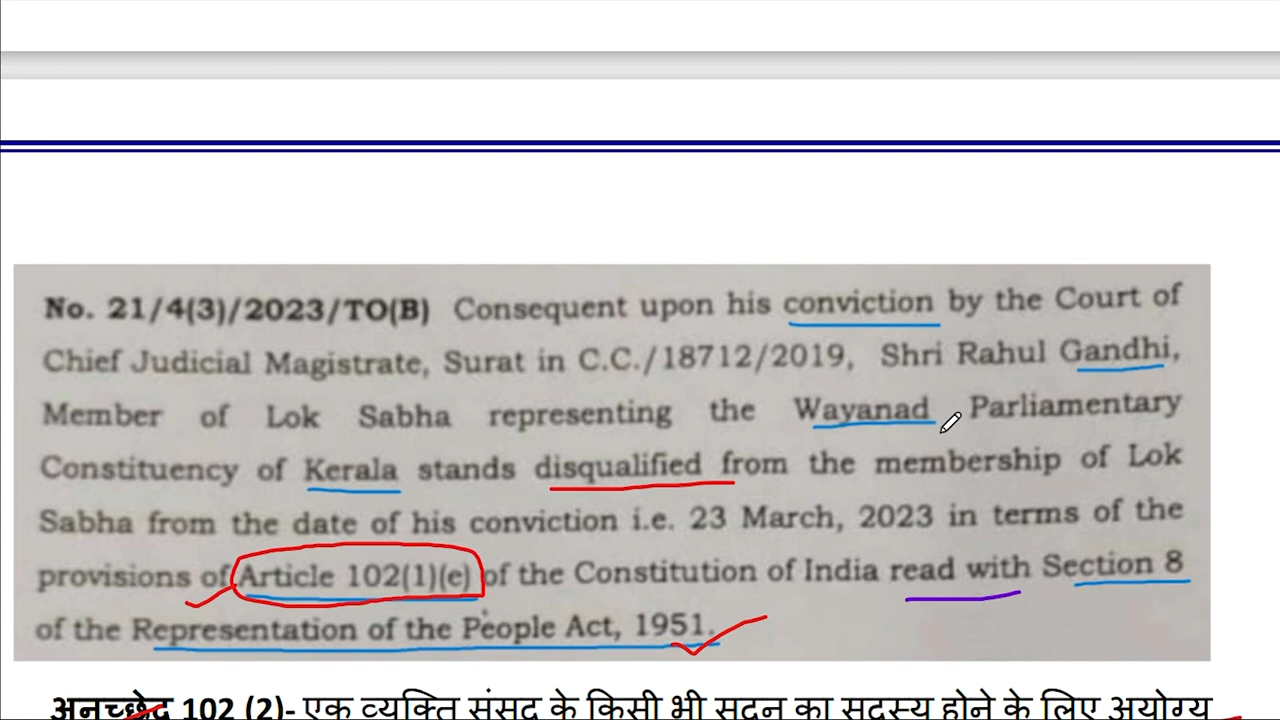 No. 21/4(3)/2023/TO(B) Consequent upon his conviction by the Court of
Chief Judicial Magistrate, Surat in C.C./18712/2019, Shri Rahul Gandhi,
Member of Lok Sabha representing the Wayanad Parliamentary
Constituency of Kerala stands disqualified from the membership of Lok
Sabha from the date of his conviction i.e. 23 March, 2023 in terms of the
provisions of Article 102(1)(e) of the Constitution of India read with Section 8
of the Representation of the People Act, 1951.
अनच्छेद 102 (2)- एक व्यक्ति संसद के किसी भी सदन का सदस्य होने के लिए अयोग्य